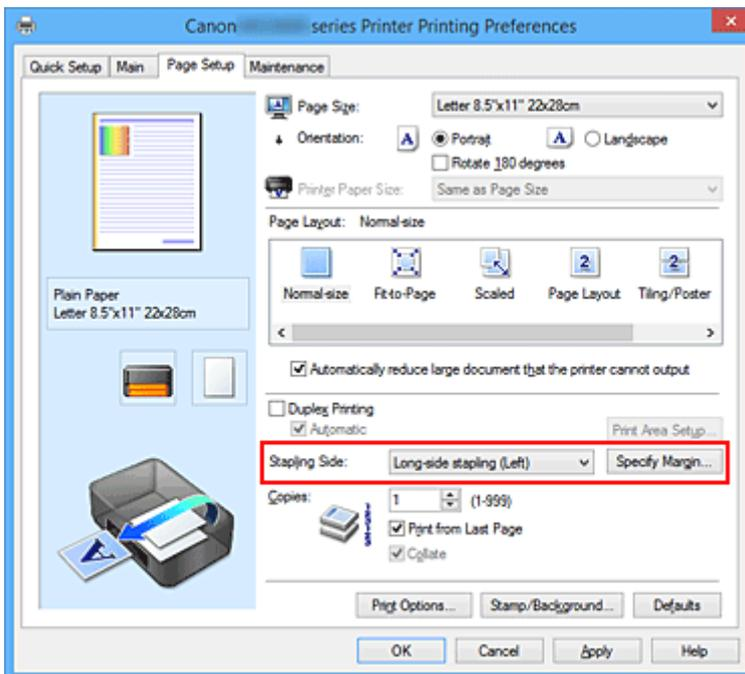 Canon series Printer Printing Preferences
Quick Setup Main Page Setup Maintenance
Page Size: Letter 8.5"x11" 22x28cm
Orientation: A Portrait A Landscape
Rotate 180 degrees
Printer Paper Size: Same as Page Size
Page Layout: Normal-size
2 2
Normal-size Fit-to-Page Scaled Page Layout Tiling/Poster
Plain Paper
Letter 8.5"x11" 22x28cm
Automatically reduce large document that the printer cannot output
Duplex Printing
Automatic Print Area Setup...
Stapling Side: Long-side stapling (Left) Specify Margin...
Copies: 1 (1-999)
Print from Last Page
Collate
A
Print Options... Stamp/Background... Defaults
OK Cancel Apply Help